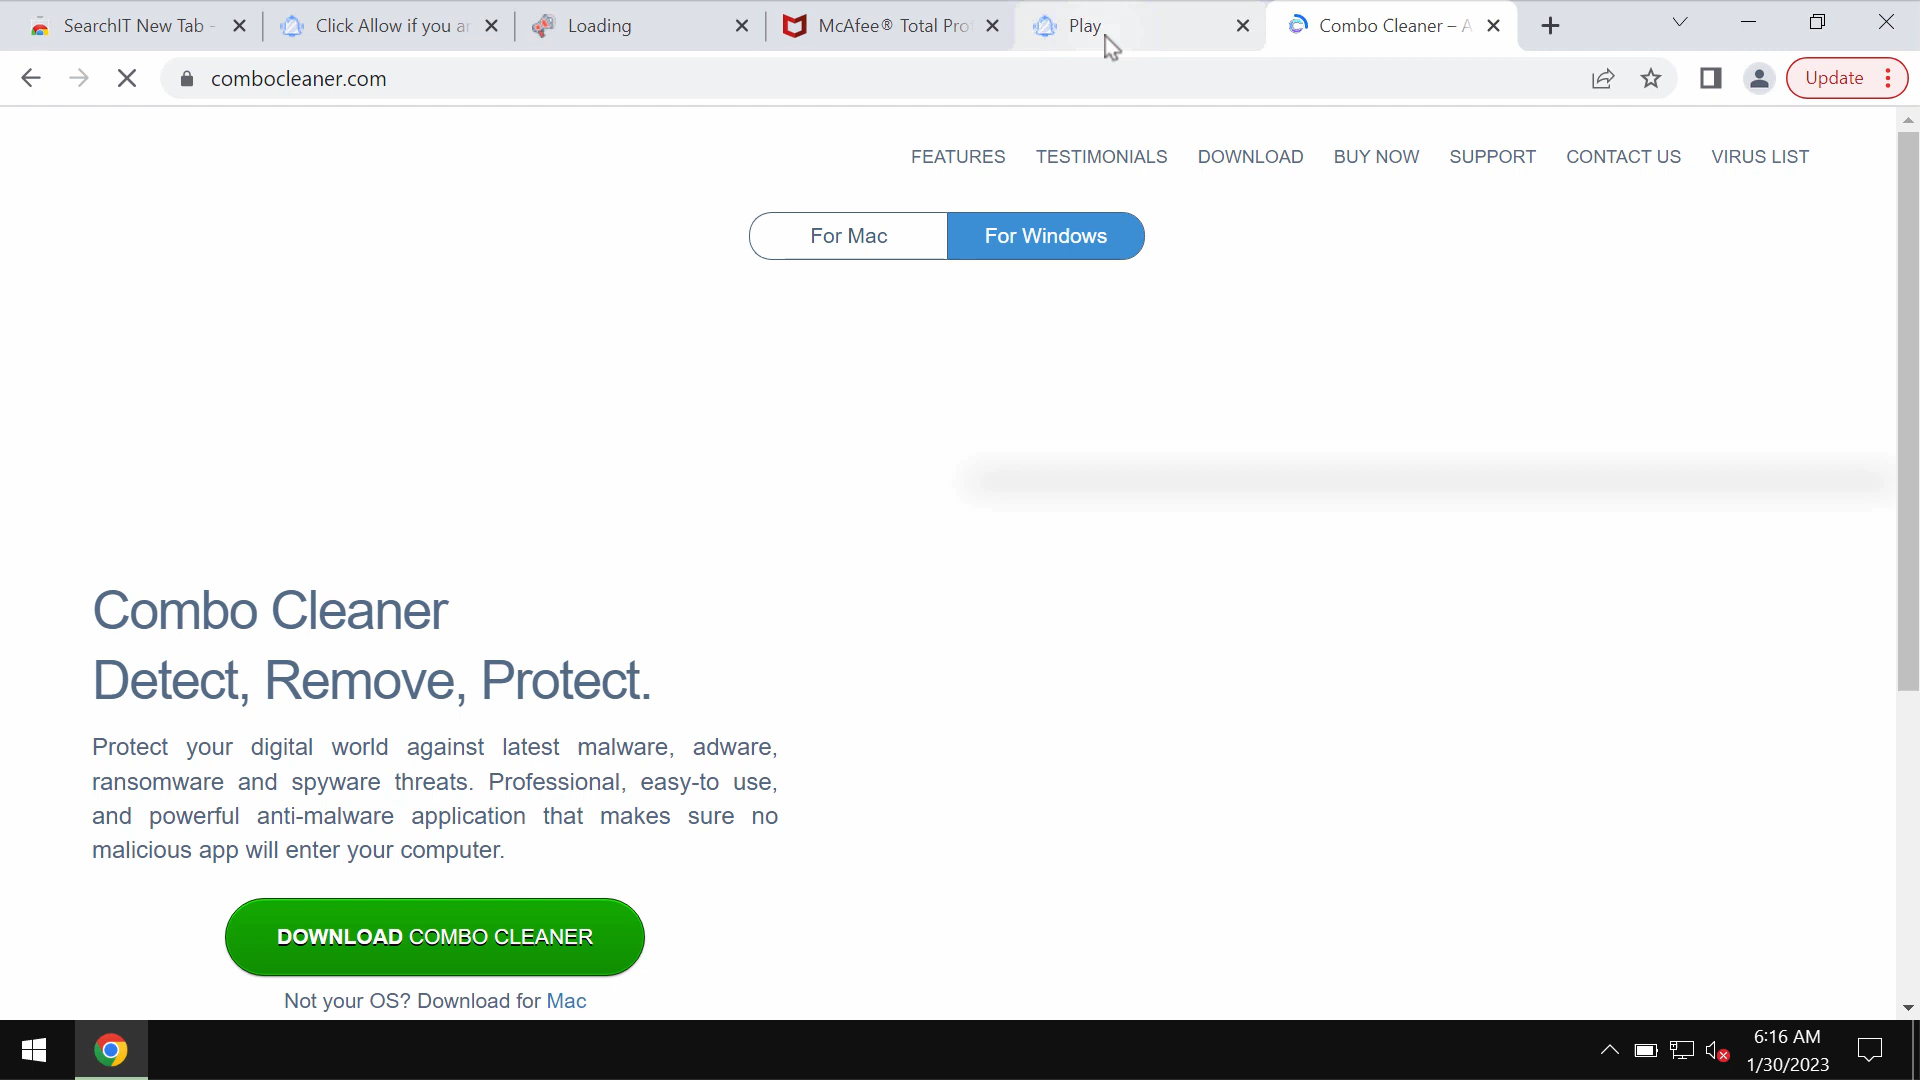 SearchIT New Tab -
Click Allow if you ar
Loading
McAfee® Total Prot
Play
Combo Cleaner – A
combocleaner.com
Update
FEATURES
TESTIMONIALS
DOWNLOAD
BUY NOW
SUPPORT
CONTACT US
VIRUS LIST
For Mac
For Windows
Combo Cleaner
Detect, Remove, Protect.
Protect your digital world against latest malware, adware,
ransomware and spyware threats. Professional, easy-to use,
and powerful anti-malware application that makes sure no
malicious app will enter your computer.
DOWNLOAD COMBO CLEANER
Not your OS? Download for Mac
6:16 AM
1/30/2023